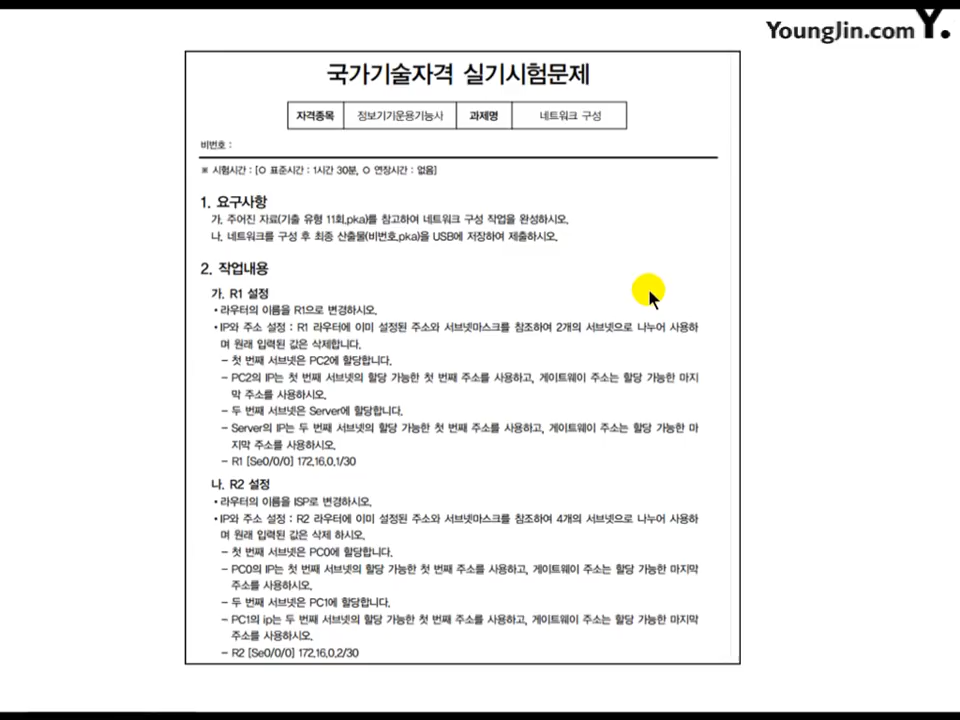 YoungJin.com Y.
국가기술자격 실기시험문제
자격종목 정보기기운용기능사 과제명 네트워크 구성
비번호 :
※ 시험시간 : [○ 표준시간 : 1시간 30분, ○ 연장시간 : 없음]
1. 요구사항
가. 주어진 자료(기출 유형 11회.pka)를 참고하여 네트워크 구성 작업을 완성하시오.
나. 네트워크를 구성 후 최종 산출물(비번호.pka)을 USB에 저장하여 제출하시오.
2. 작업내용
가. R1 설정
• 라우터의 이름을 R1으로 변경하시오.
• IP와 주소 설정 : R1 라우터에 이미 설정된 주소와 서브넷마스크를 참조하여 2개의 서브넷으로 나누어 사용하
며 원래 입력된 값은 삭제합니다.
– 첫 번째 서브넷은 PC2에 할당합니다.
– PC2의 IP는 첫 번째 서브넷의 할당 가능한 첫 번째 주소를 사용하고, 게이트웨이 주소는 할당 가능한 마지
막 주소를 사용하시오.
– 두 번째 서브넷은 Server에 할당합니다.
– Server의 IP는 두 번째 서브넷의 할당 가능한 첫 번째 주소를 사용하고, 게이트웨이 주소는 할당 가능한 마
지막 주소를 사용하시오.
– R1 [Se0/0/0] 172.16.0.1/30
나. R2 설정
• 라우터의 이름을 ISP로 변경하시오.
• IP와 주소 설정 : R2 라우터에 이미 설정된 주소와 서브넷마스크를 참조하여 4개의 서브넷으로 나누어 사용하
며 원래 입력된 값은 삭제 하시오.
– 첫 번째 서브넷은 PC0에 할당합니다.
– PC0의 IP는 첫 번째 서브넷의 할당 가능한 첫 번째 주소를 사용하고, 게이트웨이 주소는 할당 가능한 마지막
주소를 사용하시오.
– 두 번째 서브넷은 PC1에 할당합니다.
– PC1의 ip는 두 번째 서브넷의 할당 가능한 첫 번째 주소를 사용하고, 게이트웨이 주소는 할당 가능한 마지막
주소를 사용하시오.
– R2 [Se0/0/0] 172.16.0.2/30